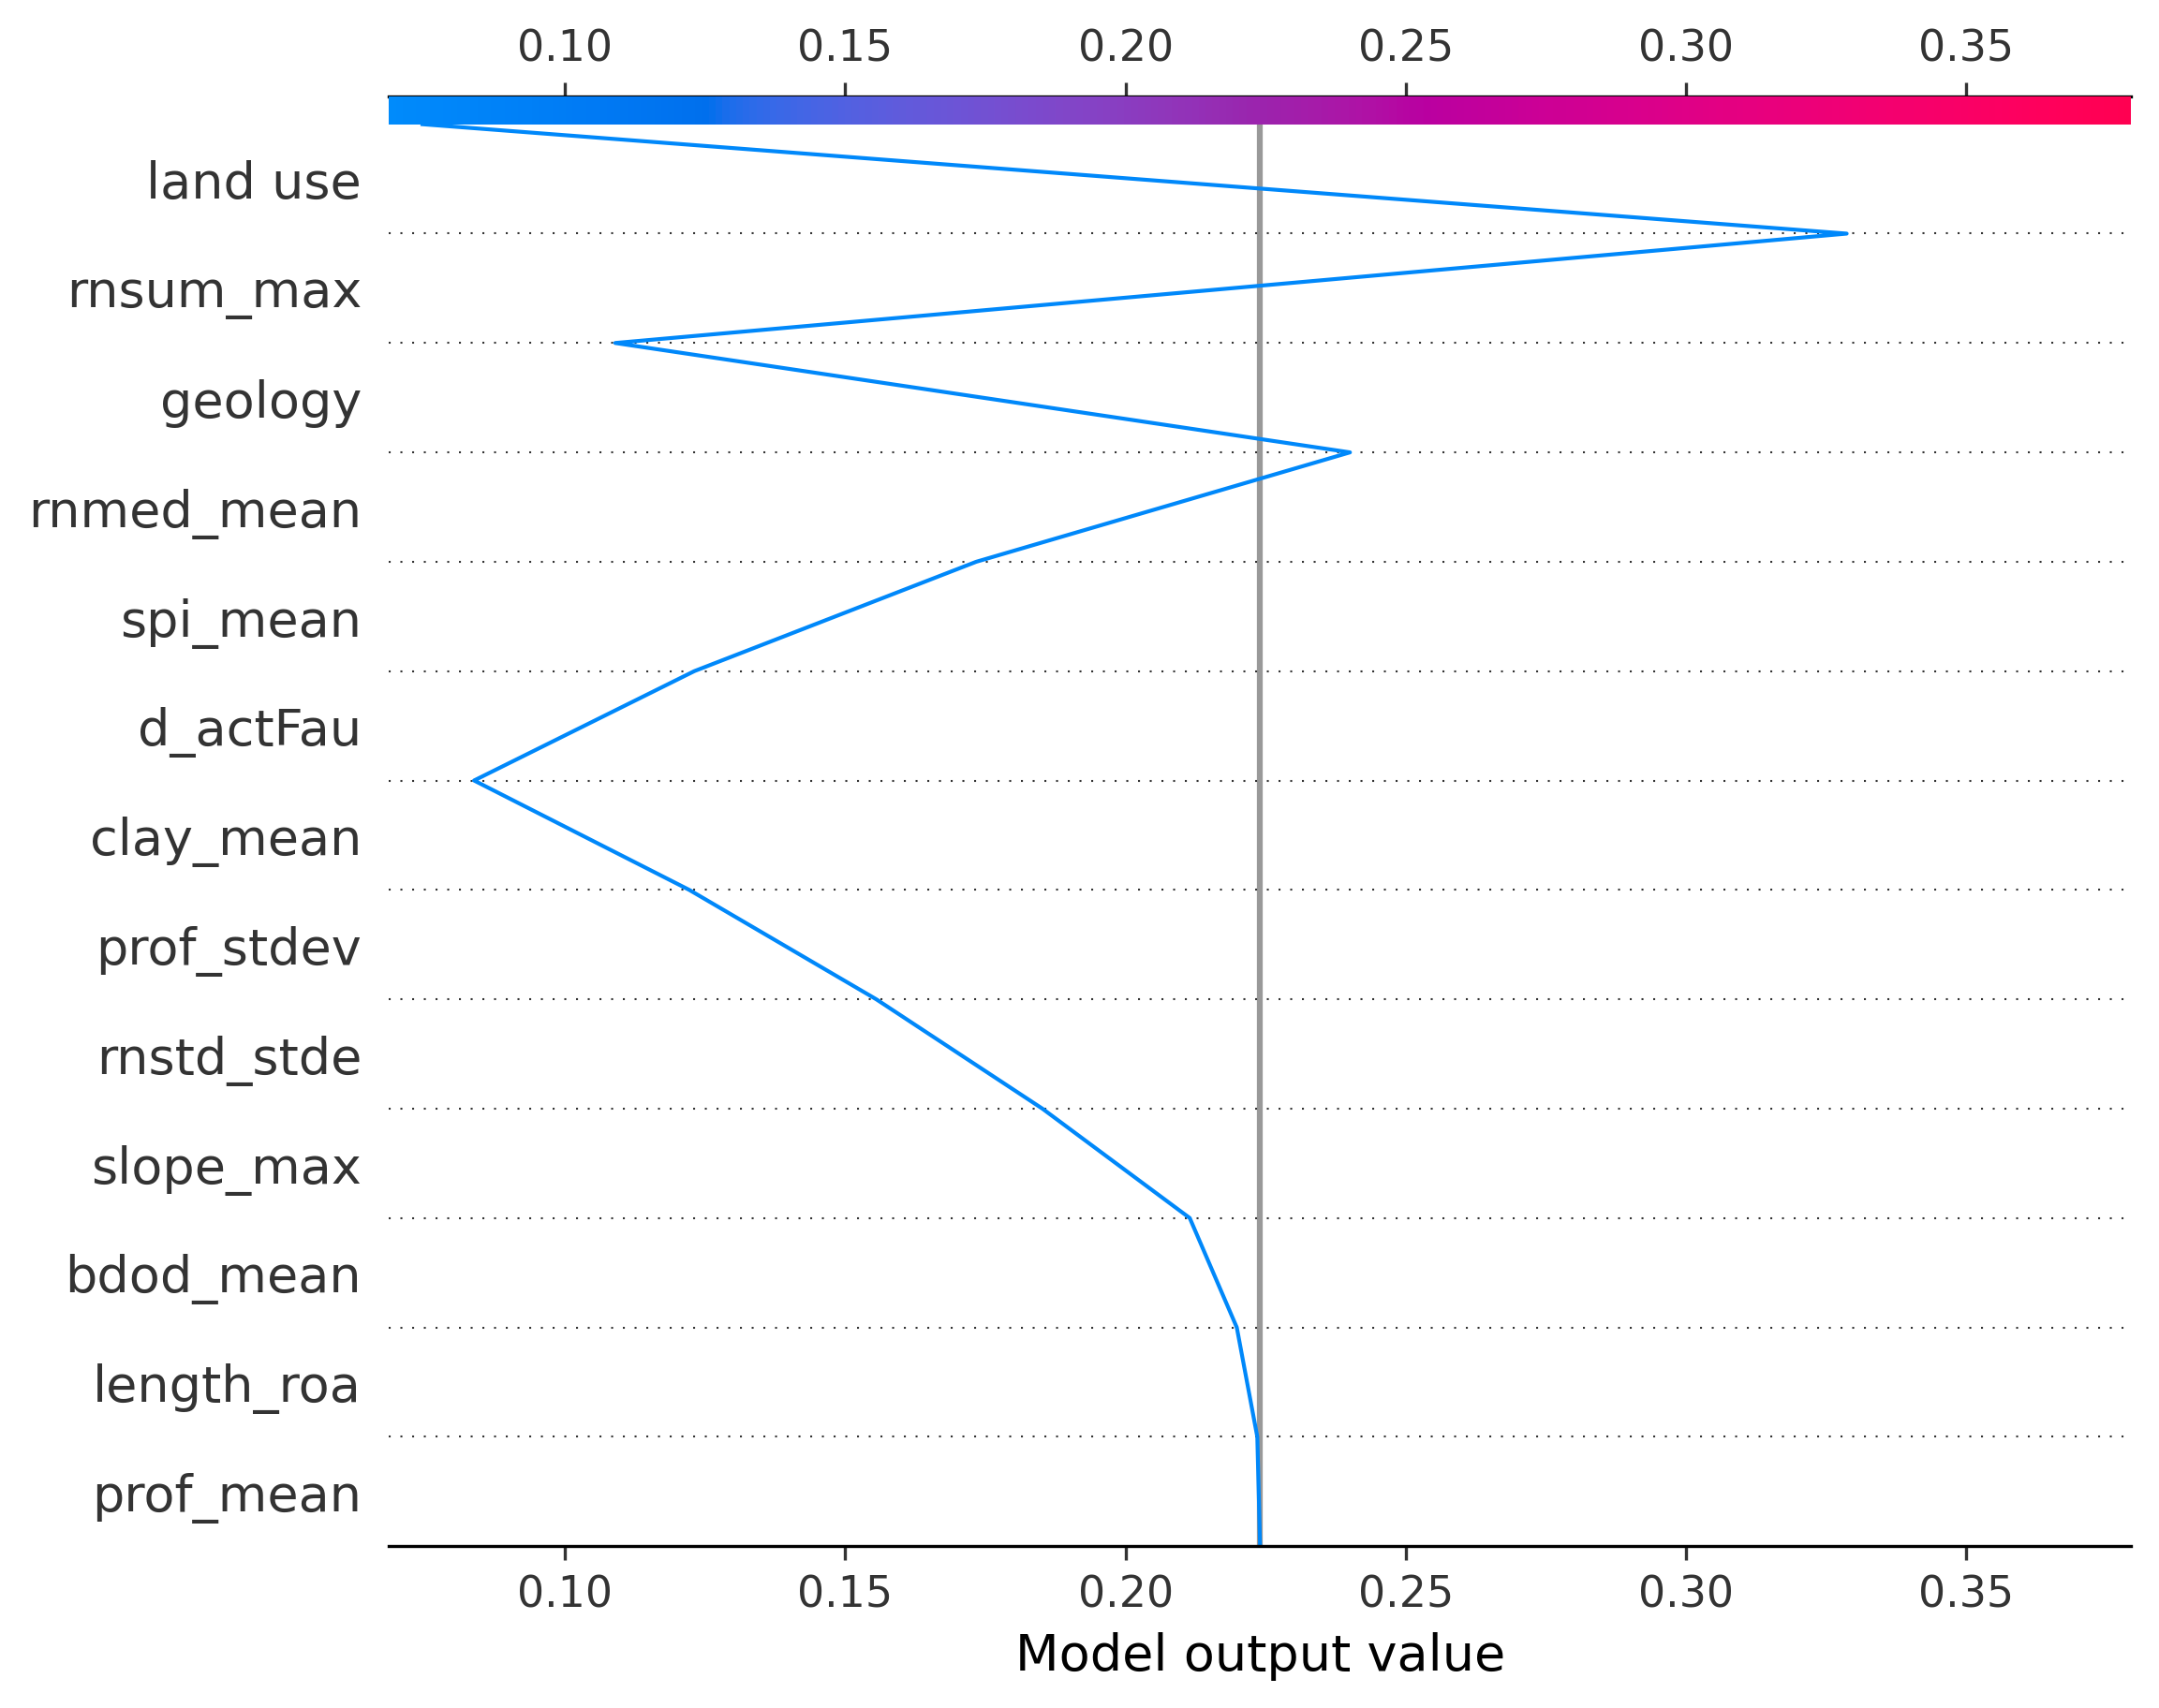 0.10 0.15 0.20 0.25 0.30 0.35
land use
rnsum_max
geology
rnmed_mean
spi_mean
d_actFau
clay_mean
prof_stdev
rnstd_stde
slope_max
bdod_mean
length_roa
prof_mean
0.10 0.15 0.20 0.25 0.30 0.35
Model output value